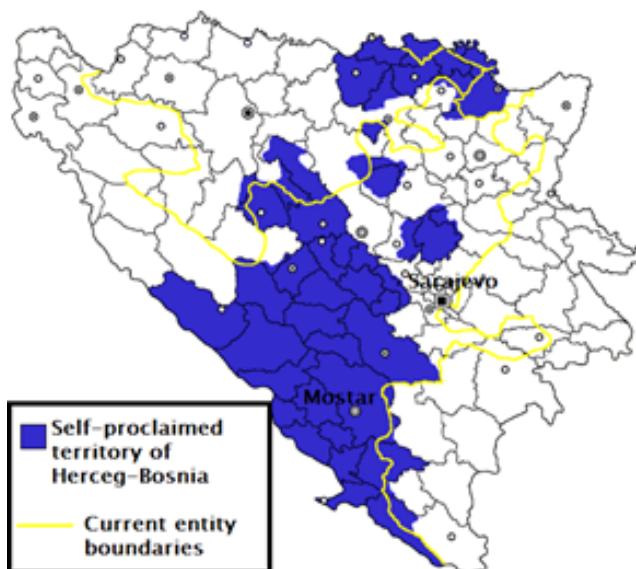 Sarajevo
Mostar
Self-proclaimed
territory of
Herceg-Bosnia
Current entity
boundaries